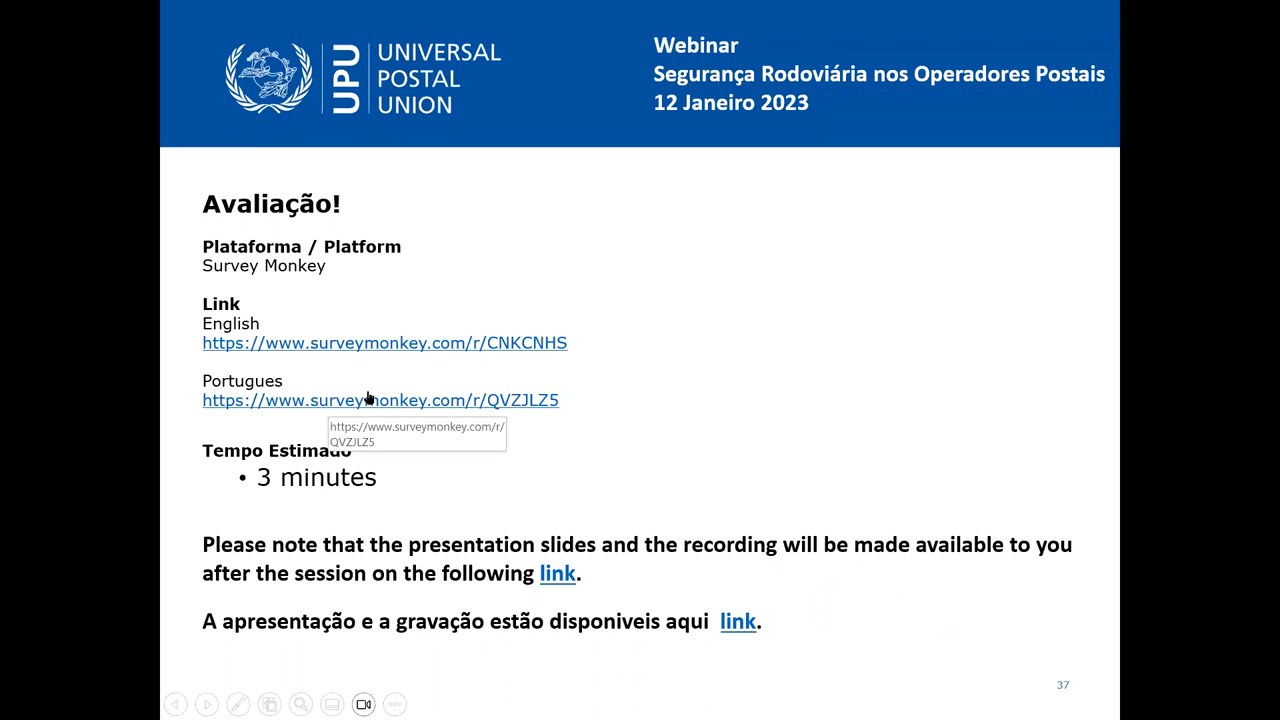 UPU
UNIVERSAL
POSTAL
UNION
Webinar
Segurança Rodoviária nos Operadores Postais
12 Janeiro 2023
Avaliação!
Plataforma / Platform
Survey Monkey
Link
English
https://www.surveymonkey.com/r/CNKCNHS
Portugues
https://www.surveymonkey.com/r/QVZJLZ5
https://www.surveymonkey.com/r/
QVZJLZ5
Tempo Estimado
• 3 minutes
Please note that the presentation slides and the recording will be made available to you
after the session on the following link.
A apresentação e a gravação estão disponiveis aqui link.
37